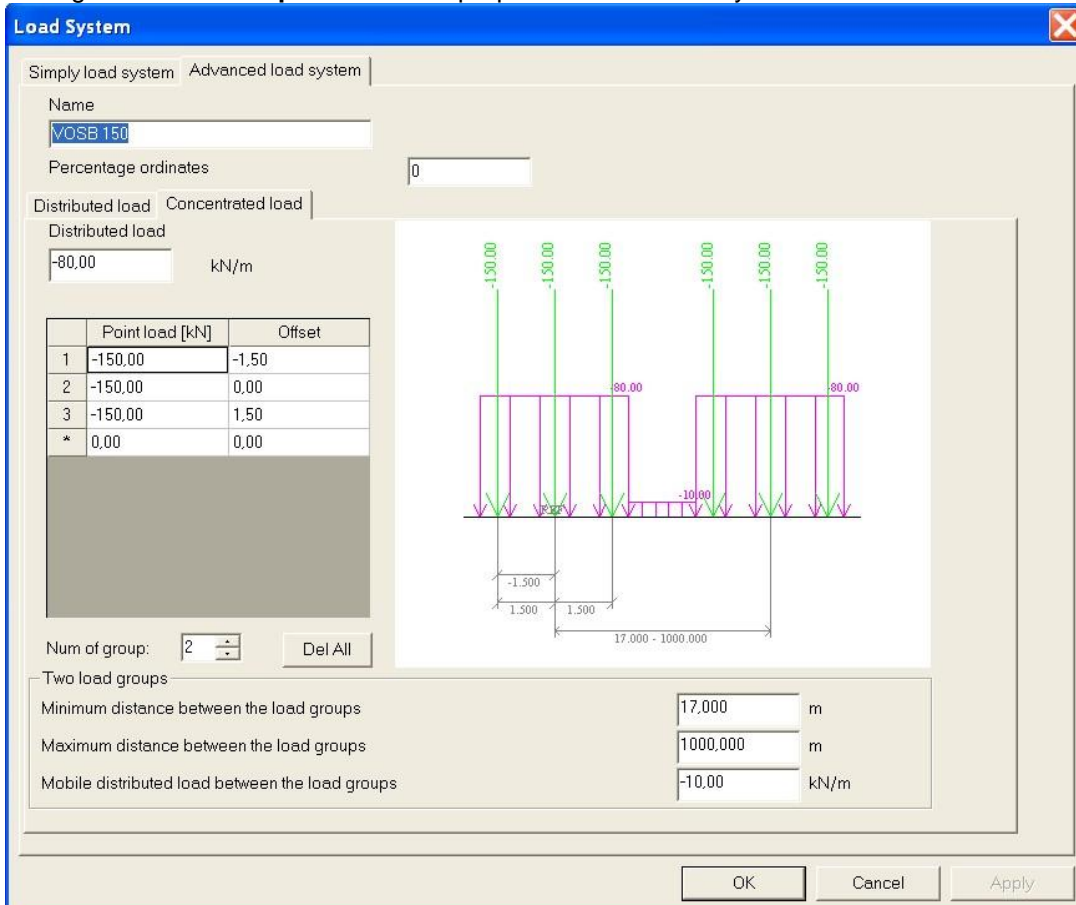 Load System
Simply load system Advanced load system
Name
VOSB 150
Percentage ordinates 0
Distributed load Concentrated load
Distributed load
-80,00 kN/m
Point load [kN] Offset
1 -150,00 -1,50
2 -150,00 0,00
3 -150,00 1,50
* 0,00 0,00
-150.00 -150.00 -150.00 -150.00 -150.00 -150.00
-80.00 -80.00
-10.00
-1.500
1.500 1.500
17.000 - 1000.000
Num of group: 2 Del All
Two load groups
Minimum distance between the load groups 17,000 m
Maximum distance between the load groups 1000,000 m
Mobile distributed load between the load groups -10,00 kN/m
OK Cancel Apply